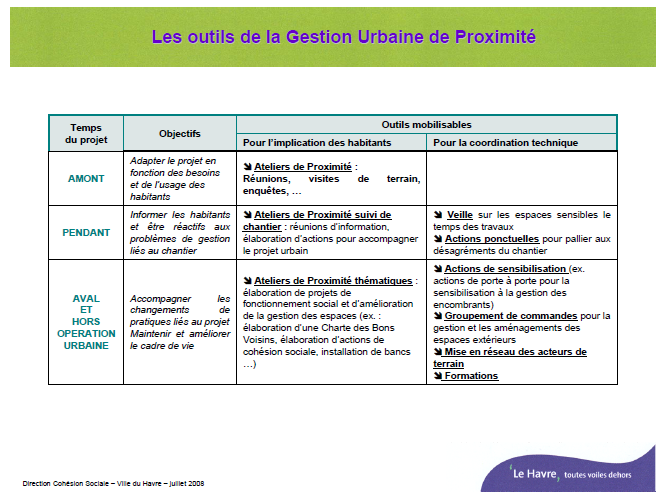 Les outils de la Gestion Urbaine de Proximité
Temps
du projet
Objectifs
Outils mobilisables
Pour l'implication des habitants
Pour la coordination technique
AMONT
Adapter le projet en
fonction des besoins
et de l'usage des
habitants
➘ Ateliers de Proximité :
Réunions, visites de terrain,
enquêtes, …
PENDANT
Informer les habitants
et être réactifs aux
problèmes de gestion
liés au chantier
➘ Ateliers de Proximité suivi de
chantier : réunions d'information,
élaboration d'actions pour accompagner
le projet urbain
➘ Veille sur les espaces sensibles le
temps des travaux
➘ Actions ponctuelles pour pallier aux
désagréments du chantier
AVAL
ET
HORS
OPERATION
URBAINE
Accompagner les
changements de
pratiques liés au projet
Maintenir et améliorer
le cadre de vie
➘ Ateliers de Proximité thématiques :
élaboration de projets de
fonctionnement social et d'amélioration
de la gestion des espaces (ex. :
élaboration d'une Charte des Bons
Voisins, élaboration d'actions de
cohésion sociale, installation de bancs
…)
➘ Actions de sensibilisation (ex.
actions de porte à porte pour la
sensibilisation à la gestion des
encombrants)
➘ Groupement de commandes pour la
gestion et les aménagements des
espaces extérieurs
➘ Mise en réseau des acteurs de
terrain
➘ Formations
Direction Cohésion Sociale – Ville du Havre – juillet 2008
Le Havre, toutes voiles dehors